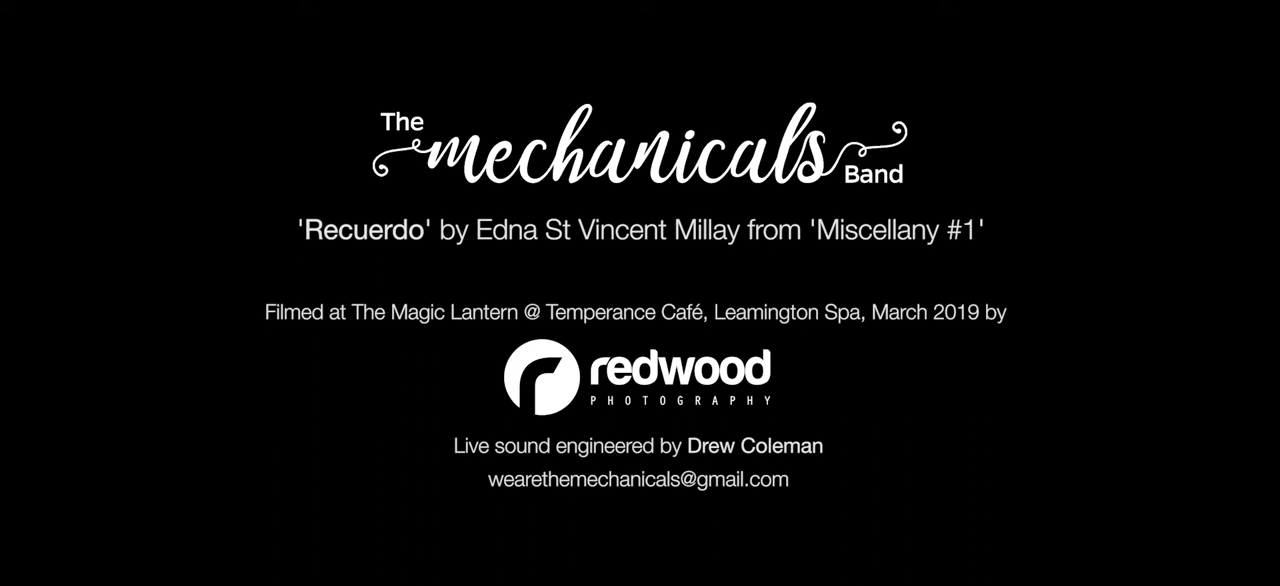 The mechanicals Band
'Recuerdo' by Edna St Vincent Millay from 'Miscellany #1'
Filmed at The Magic Lantern @ Temperance Café, Leamington Spa, March 2019 by
r redwood
PHOTOGRAPHY
Live sound engineered by Drew Coleman
wearethemechanicals@gmail.com